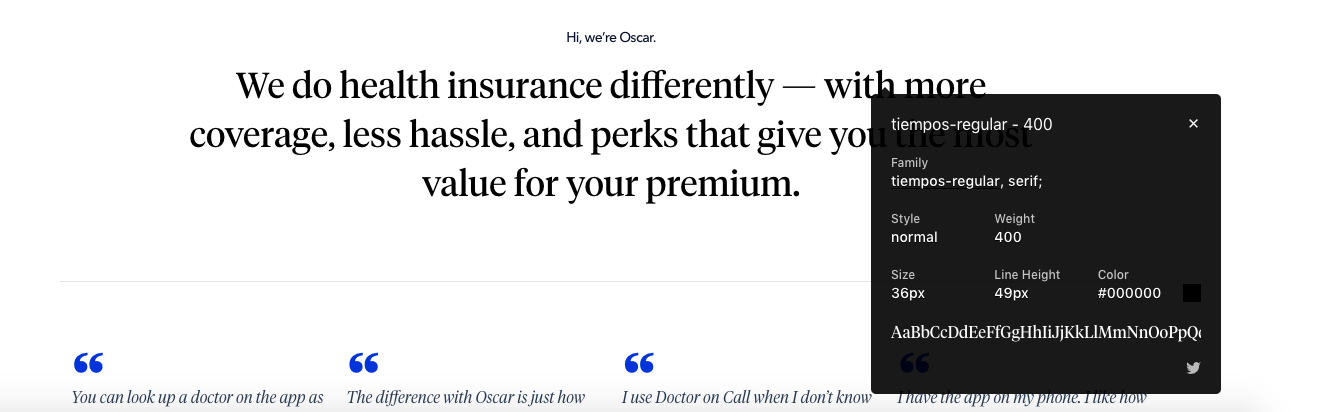 Hi, we're Oscar.
We do health insurance differently — with more
coverage, less hassle, and perks that give you the most
value for your premium.
tiempos-regular - 400
×
Family
tiempos-regular, serif;
Style
Weight
normal
400
Size
Line Height
Color
36px
49px
#000000
AaBbCcDdEeFfGgHhIiJjKkLlMmNnOoPpQ
“
“
“
“
You can look up a doctor on the app as
The difference with Oscar is just how
I use Doctor on Call when I don't know
I have the app on my phone. I like how